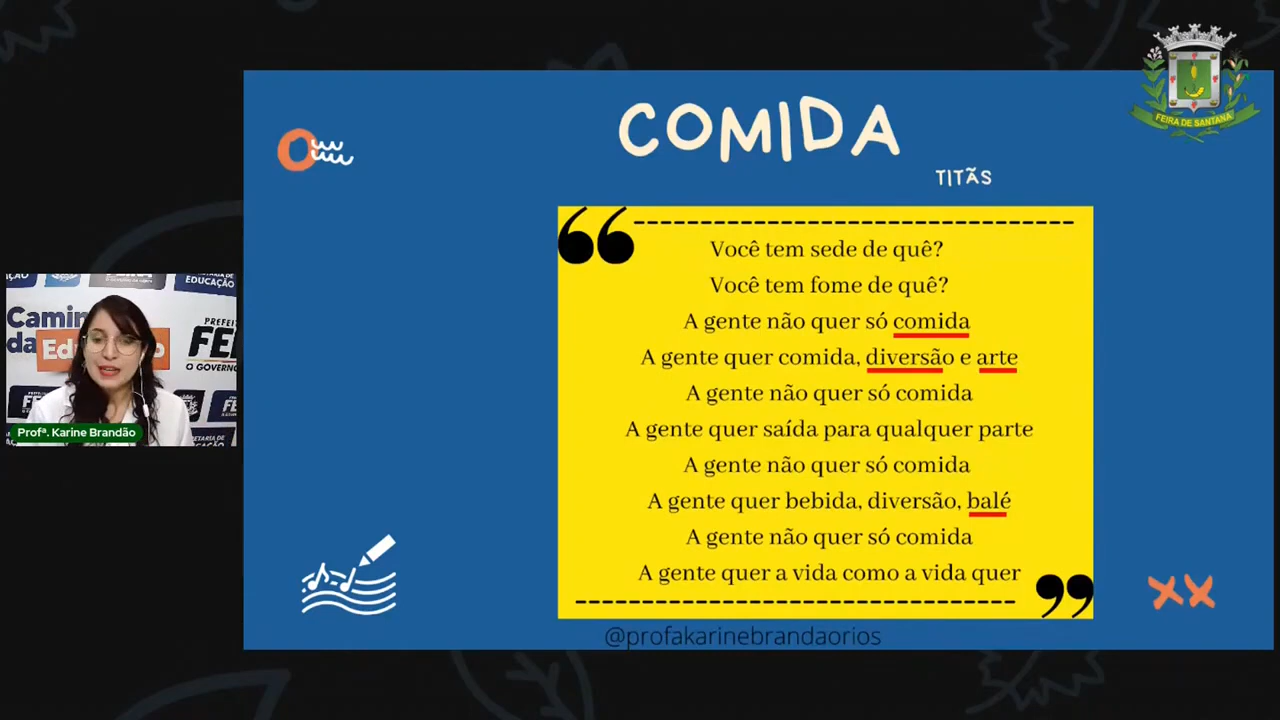 COMIDA
TITÃS
Você tem sede de quê?
Você tem fome de quê?
A gente não quer só comida
A gente quer comida, diversão e arte
A gente não quer só comida
A gente quer saída para qualquer parte
A gente não quer só comida
A gente quer bebida, diversão, balé
A gente não quer só comida
A gente quer a vida como a vida quer
@profakarinebrandaorios
FEIRA DE SANTANA
EDUCAÇÃO
PREFEI
FEI
O GOVERNO
Profª. Karine Brandão